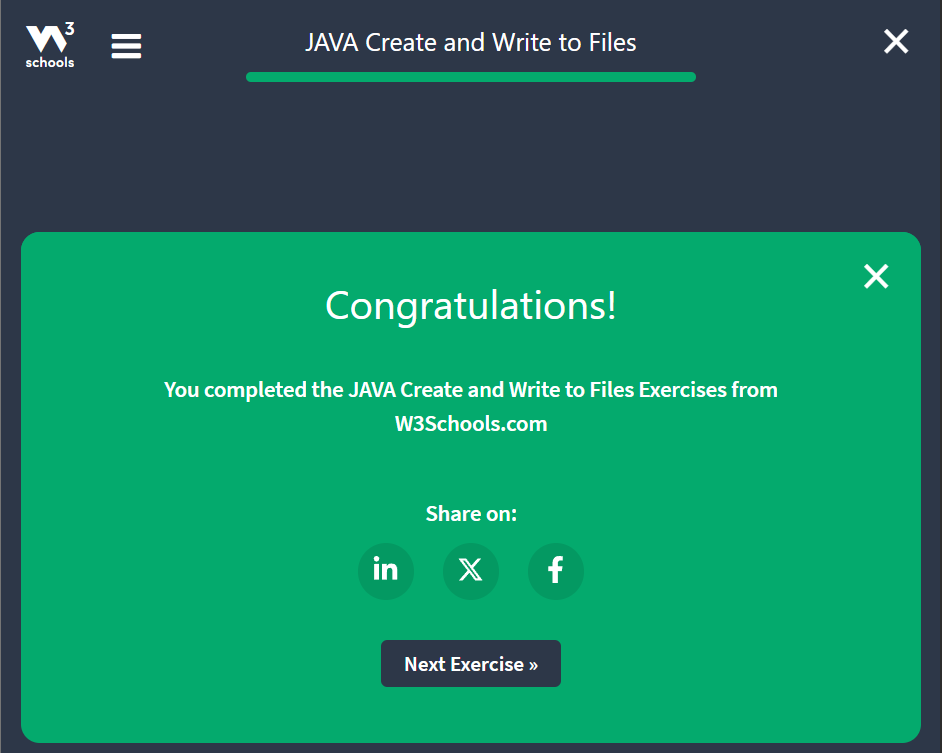 W3
schools
JAVA Create and Write to Files
Congratulations!
You completed the JAVA Create and Write to Files Exercises from
W3Schools.com
Share on:
in X f
Next Exercise »